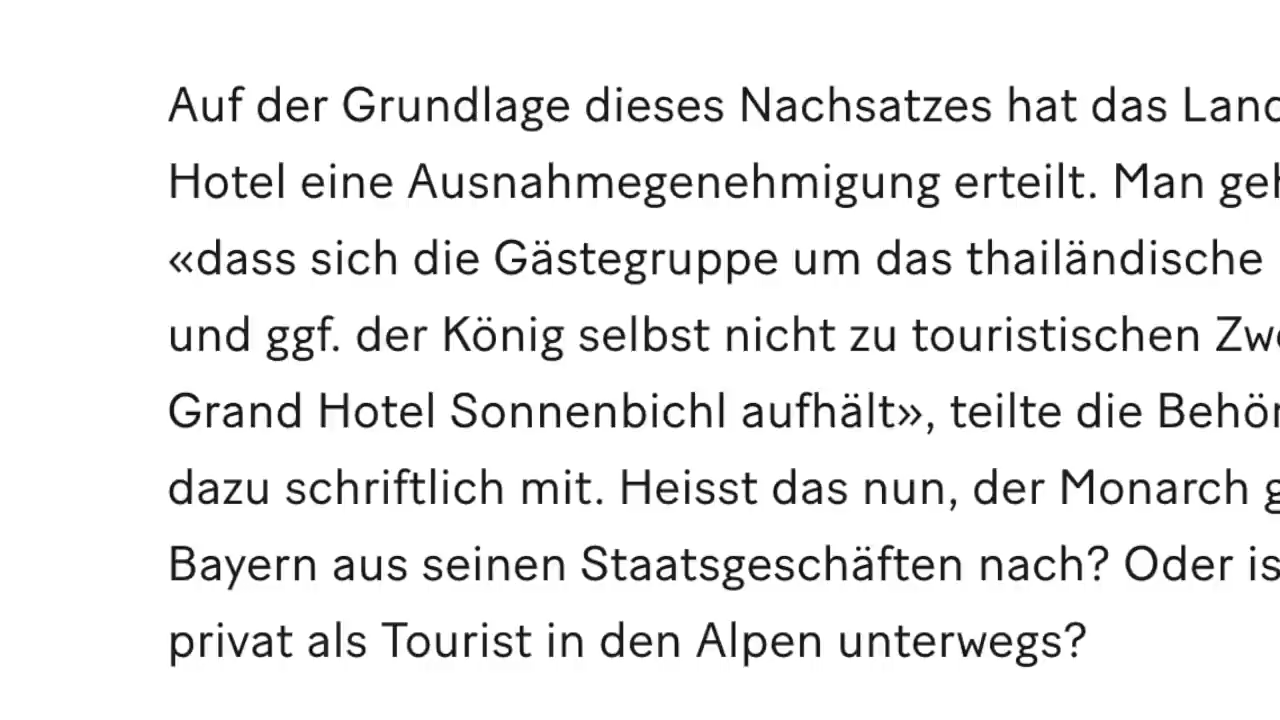 Auf der Grundlage dieses Nachsatzes hat das
Hotel eine Ausnahmegenehmigung erteilt. Man
«dass sich die Gästegruppe um das thailändische
und ggf. der König selbst nicht zu touristischen
Grand Hotel Sonnenbichl aufhält», teilte die
dazu schriftlich mit. Heisst das nun, der Monarch
Bayern aus seinen Staatsgeschäften nach? Oder
privat als Tourist in den Alpen unterwegs?